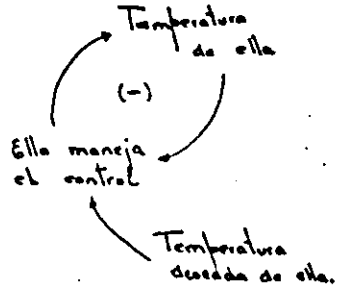 Temperatura
de ella
(-)
Ella maneja
el control
Temperatura
deseada de ella.